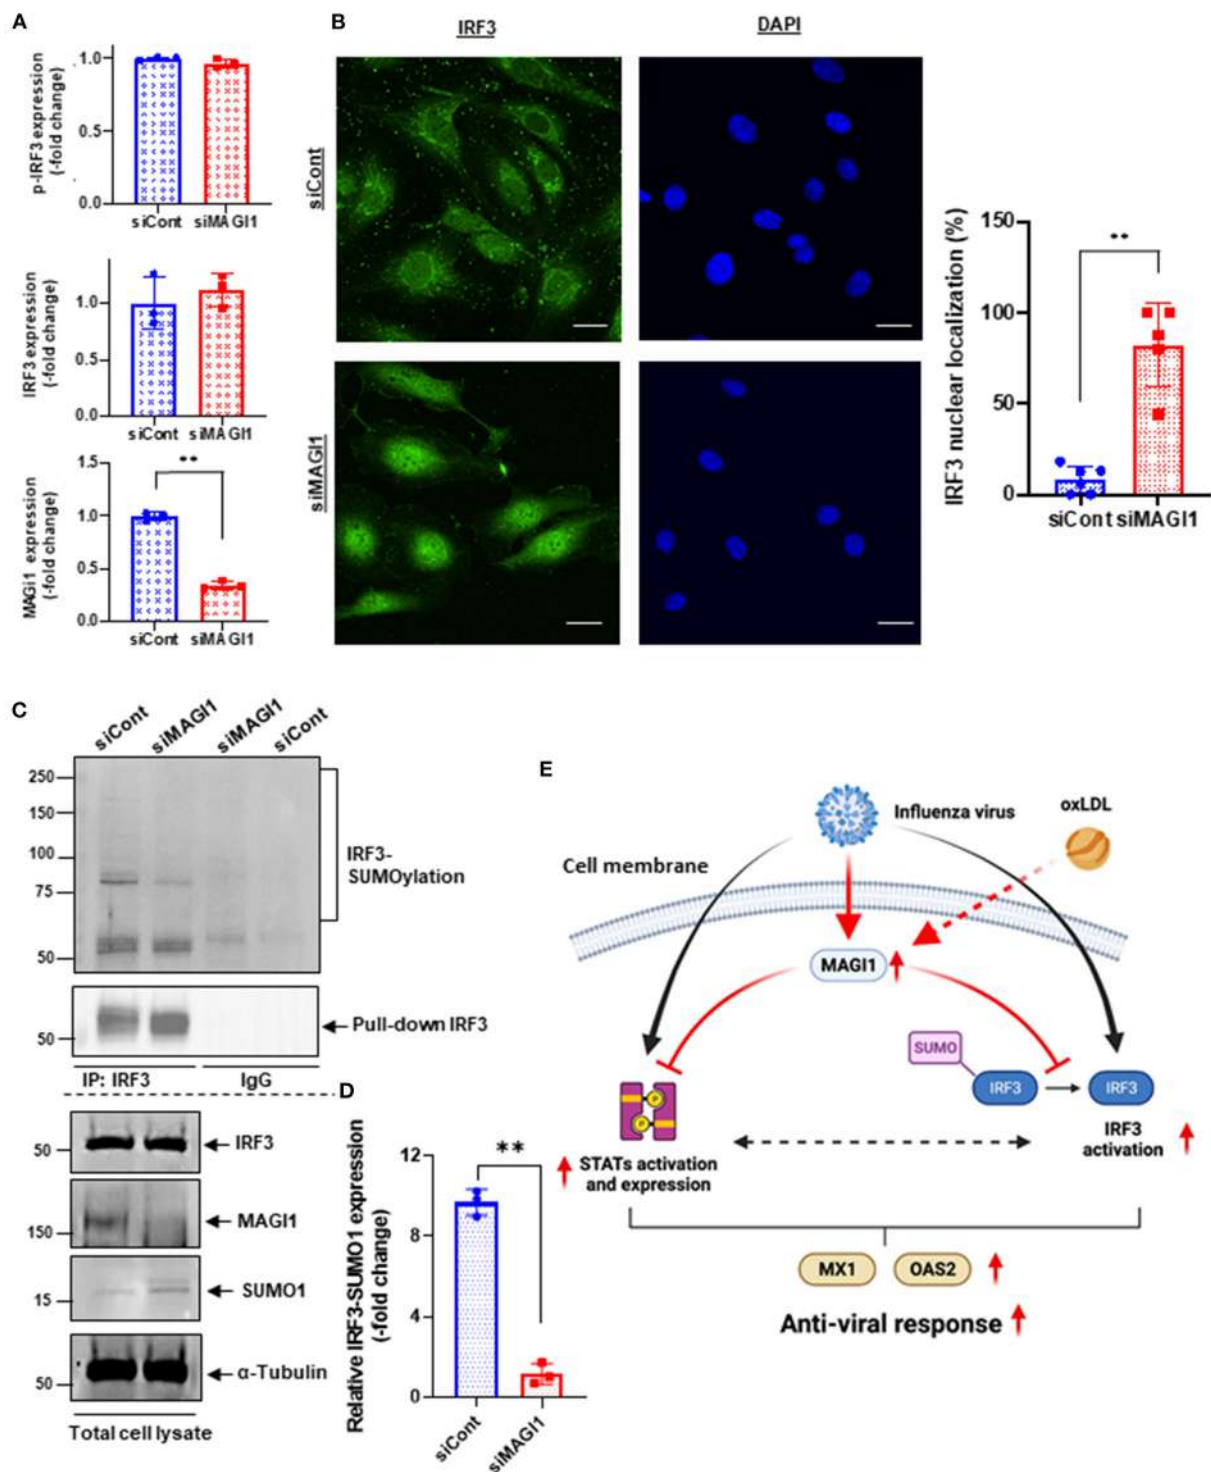 A
p-IRF3 expression
(-fold change)
1.0
0.5
0.0
siCont siMAGI1
IRF3 expression
(-fold change)
1.0
0.5
0.0
siCont siMAGI1
MAGi1 expression
(-fold change)
1.5
1.0
0.5
0.0
**
siCont siMAGI1
B
IRF3
DAPI
siCont
siMAGI1
IRF3 nuclear localization (%)
150
100
50
0
**
siCont siMAGI1
C
siCont siMAGI1 siMAGI1 siCont
250
150
100
75
50
IRF3-
SUMOylation
50
Pull-down IRF3
IP: IRF3 IgG
50
IRF3
150
MAGI1
15
SUMO1
50
α-Tubulin
Total cell lysate
D
Relative IRF3-SUMO1 expression
(-fold change)
12
8
4
0
**
siCont
siMAGI1
E
Influenza virus
oxLDL
Cell membrane
MAGI1
SUMO
IRF3
IRF3
P
P
IRF3
activation
STATs activation
and expression
MX1 OAS2
Anti-viral response